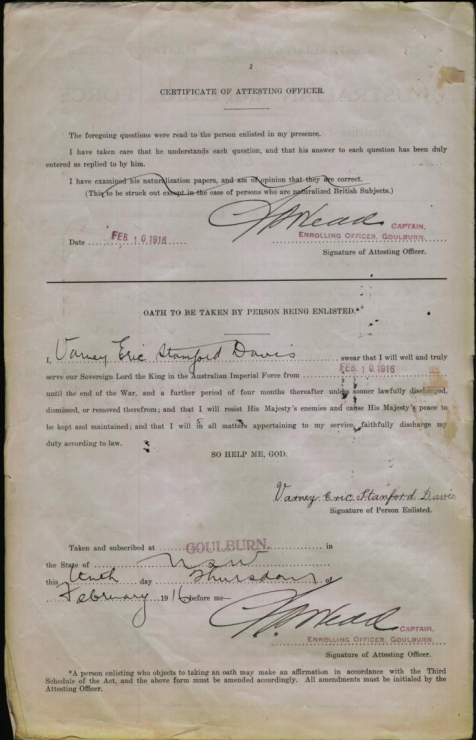 2
CERTIFICATE OF ATTESTING OFFICER.
The foregoing questions were read to the person enlisted in my presence.
I have taken care that he understands each question, and that his answer to each question has been duly
entered as replied to by him.
I have examined his naturalization papers, and am of opinion that they are correct.
(This to be struck out except in the case of persons who are naturalized British Subjects.)
Date FEB 10 1916
Head CAPTAIN,
ENROLLING OFFICER, GOULBURN.
Signature of Attesting Officer.
OATH TO BE TAKEN BY PERSON BEING ENLISTED.*
I, Varney Eric Stanford Davis swear that I will well and truly
serve our Sovereign Lord the King in the Australian Imperial Force from FEB 10 1916
until the end of the War, and a further period of four months thereafter unless sooner lawfully discharged,
dismissed, or removed therefrom; and that I will resist His Majesty's enemies and cause His Majesty's peace to
be kept and maintained; and that I will in all matters appertaining to my service, faithfully discharge my
duty according to law.
SO HELP ME, GOD.
Varney Eric Stanford Davis
Signature of Person Enlisted.
Taken and subscribed at GOULBURN. in
the State of N S W
this tenth day Thursday of
February 1916 before me—
Head CAPTAIN,
ENROLLING OFFICER, GOULBURN.
Signature of Attesting Officer.
*A person enlisting who objects to taking an oath may make an affirmation in accordance with the Third
Schedule of the Act, and the above form must be amended accordingly. All amendments must be initialed by the
Attesting Officer.